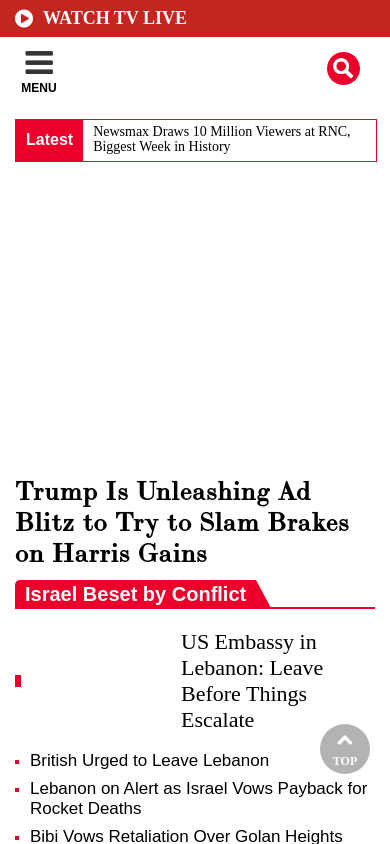 WATCH TV LIVE
MENU
Latest
Newsmax Draws 10 Million Viewers at RNC,
Biggest Week in History
Trump Is Unleashing Ad
Blitz to Try to Slam Brakes
on Harris Gains
Israel Beset by Conflict
US Embassy in
Lebanon: Leave
Before Things
Escalate
TOP
British Urged to Leave Lebanon
Lebanon on Alert as Israel Vows Payback for
Rocket Deaths
Bibi Vows Retaliation Over Golan Heights